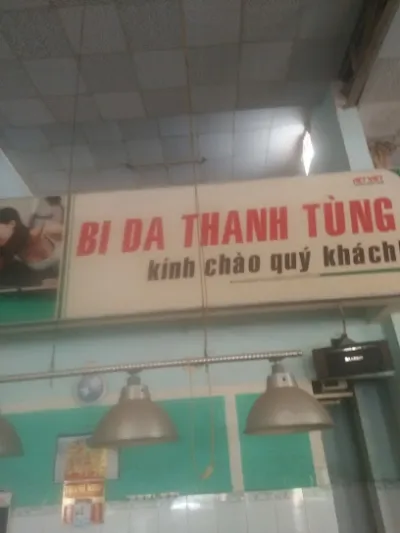 BI DA THANH TÙNG
kính chào quý khách!